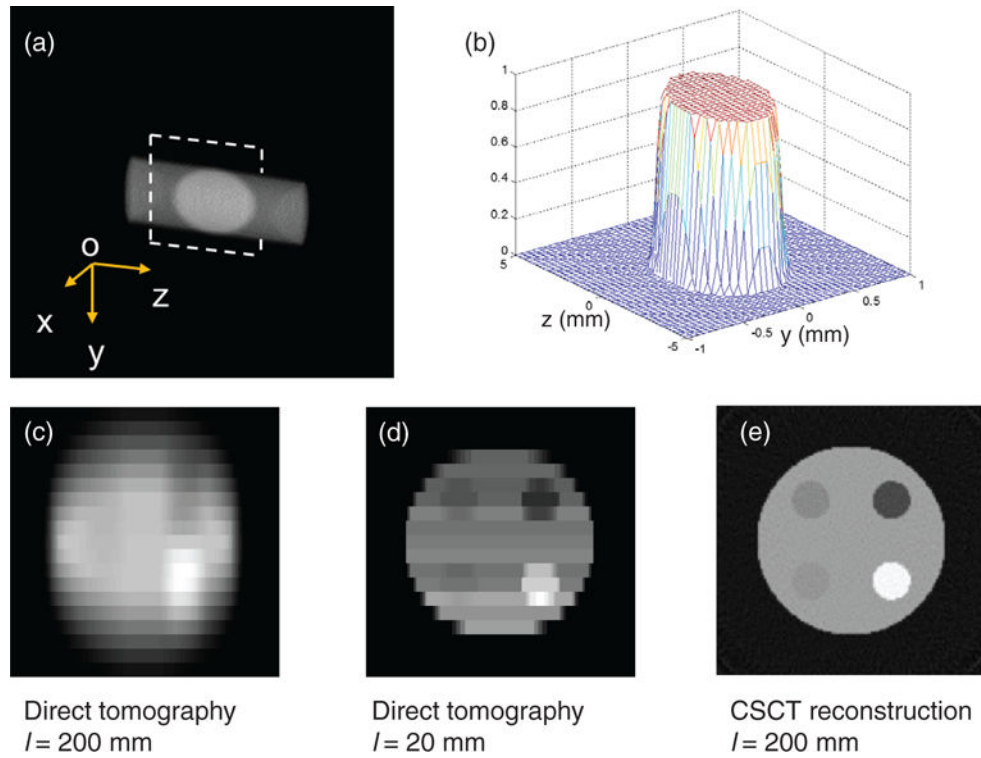 (a)
o
x
z
y
(b)
1
0.8
0.6
0.4
0.2
0
5
0
-5
z (mm)
-1
-0.5
0
0.5
1
y (mm)
(c)
(d)
(e)
Direct tomography
l = 200 mm
Direct tomography
l = 20 mm
CSCT reconstruction
l = 200 mm